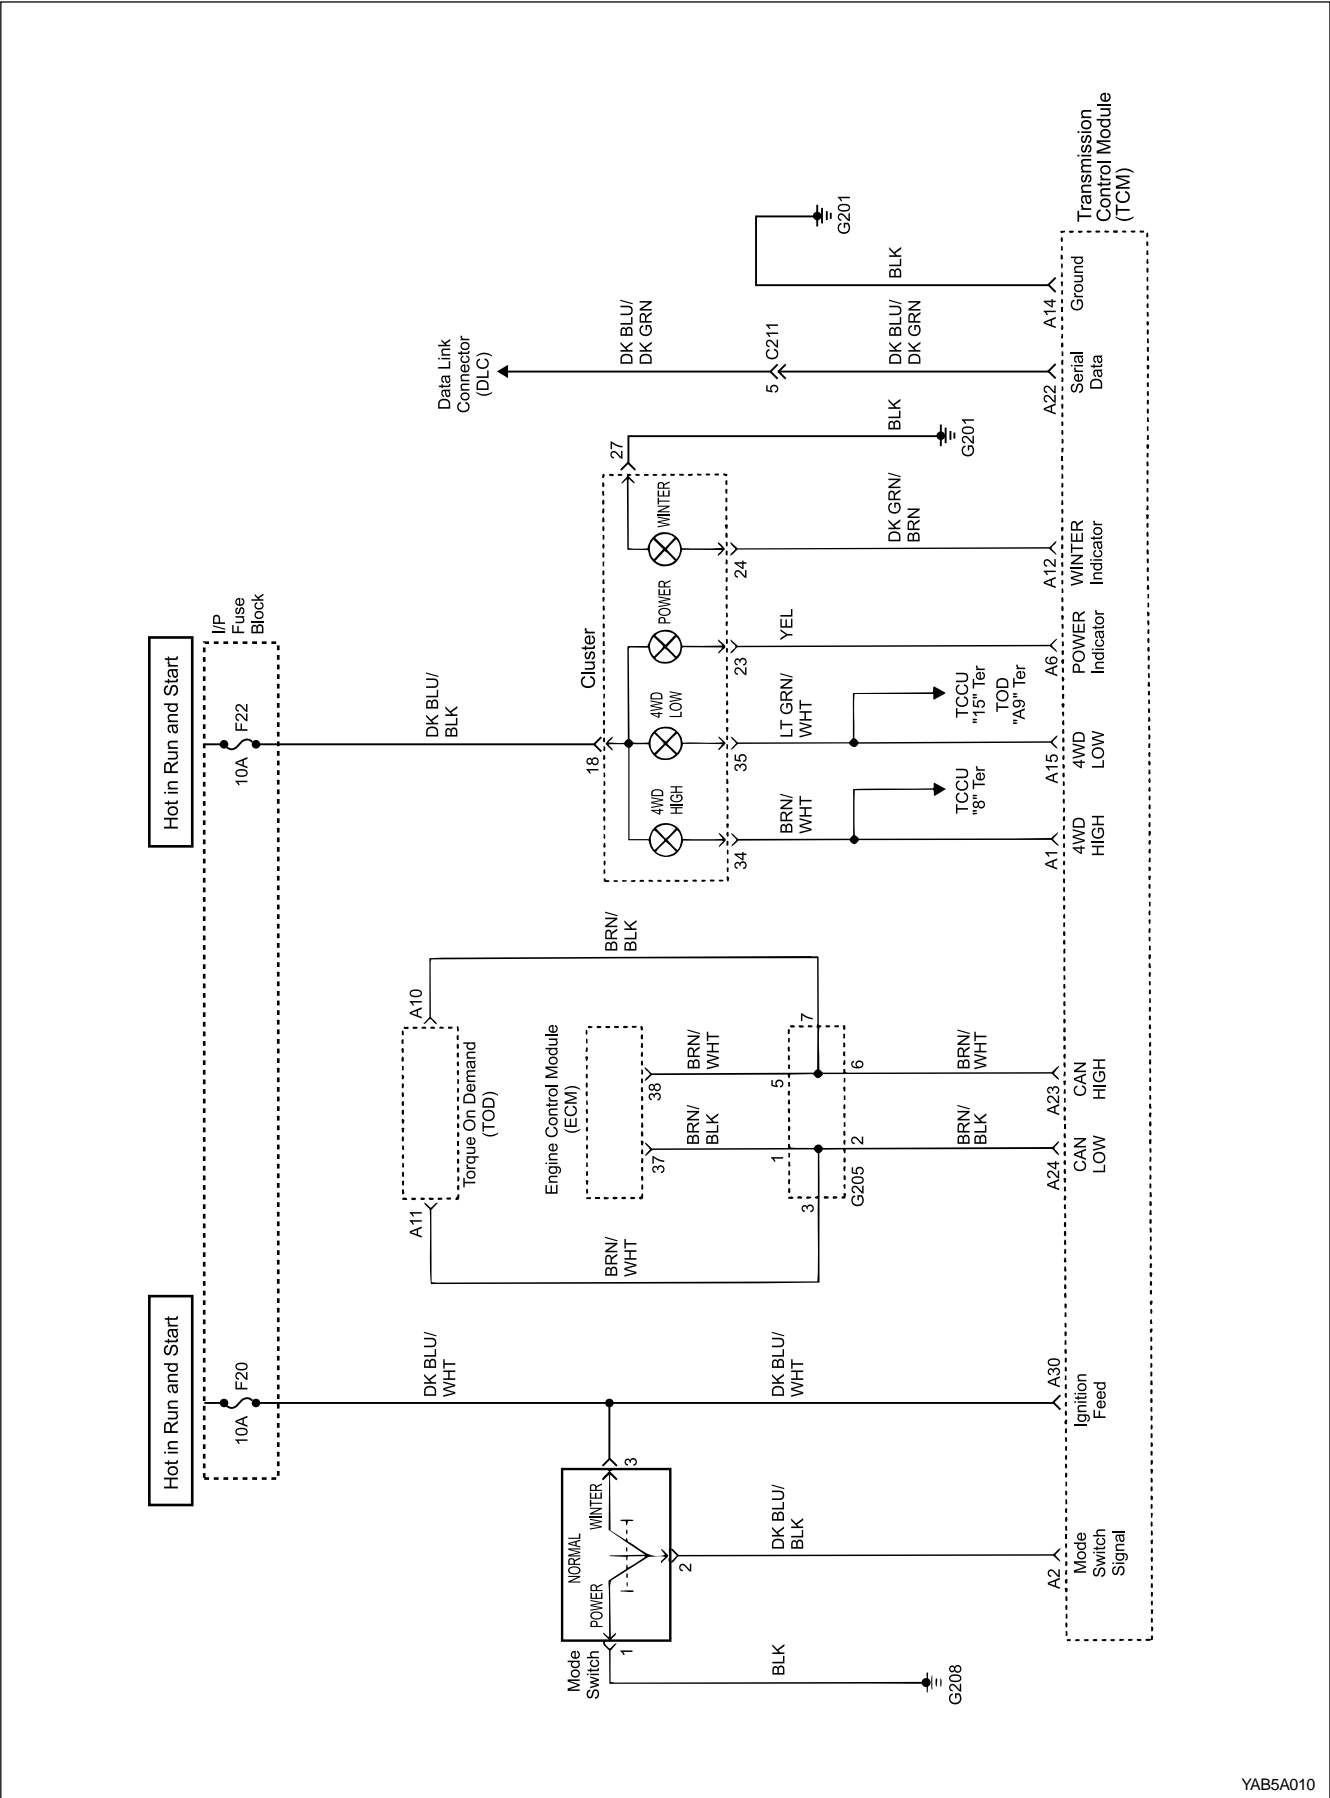 Hot in Run and Start
Hot in Run and Start
10A
F20
10A
F22
I/P
Fuse
Block
DK BLU/
WHT
DK BLU/
BLK
Data Link
Connector
(DLC)
A11
A10
Torque On Demand
(TOD)
Engine Control Module
(ECM)
Mode
Switch
POWER
NORMAL
WINTER
1
3
2
37
38
BRN/
WHT
BRN/
BLK
18
Cluster
4WD
HIGH
4WD
LOW
POWER
WINTER
27
DK BLU/
DK GRN
BRN/
BLK
BRN/
WHT
34
35
23
24
5
C211
BLK
DK BLU/
BLK
DK BLU/
WHT
3
1
5
7
BRN/
WHT
LT GRN/
WHT
YEL
G201
G205
2
6
DK GRN/
BRN
BLK
DK BLU/
DK GRN
BLK
G208
BRN/
BLK
BRN/
WHT
TCCU
"8" Ter
TCCU
"15" Ter
TOD
"A9" Ter
G201
A2
A30
A24
A23
A1
A15
A6
A12
A22
A14
Mode
Switch
Signal
Ignition
Feed
CAN
LOW
CAN
HIGH
4WD
HIGH
4WD
LOW
POWER
Indicator
WINTER
Indicator
Serial
Data
Ground
Transmission
Control Module
(TCM)
YAB5A010